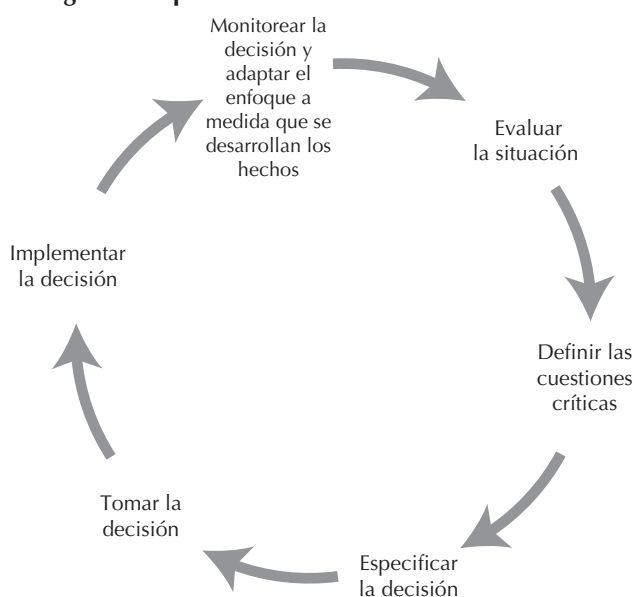 Monitorear la
decisión y
adaptar el
enfoque a
medida que se
desarrollan los
hechos
Evaluar
la situación
Definir las
cuestiones
críticas
Especificar
la decisión
Tomar la
decisión
Implementar
la decisión